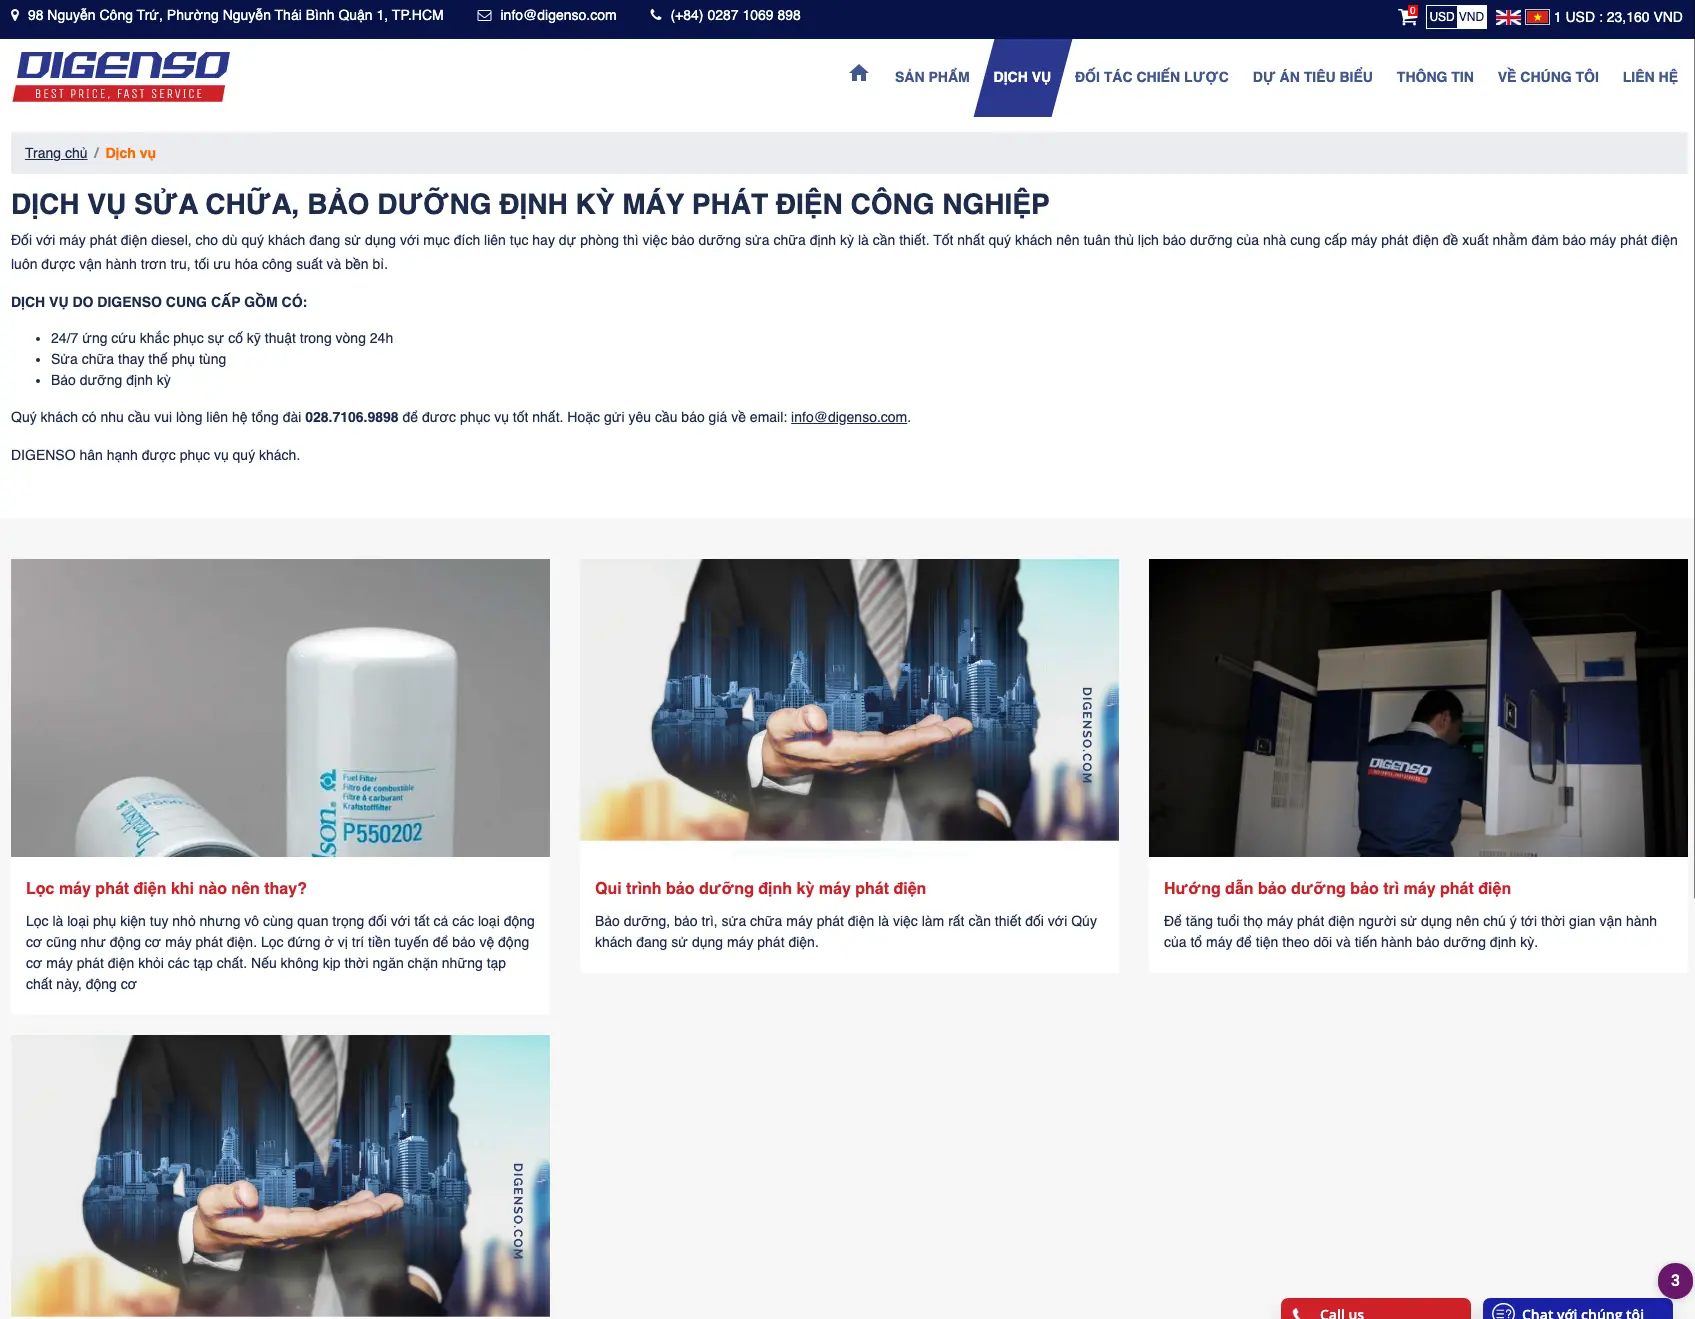 98 Nguyễn Công Trứ, Phường Nguyễn Thái Bình Quận 1, TP.HCM
info@digenso.com
(+84) 0287 1069 898
0
USD VND
1 USD : 23,160 VND
DIGENSO
BEST PRICE, FAST SERVICE
SẢN PHẨM
DỊCH VỤ
ĐỐI TÁC CHIẾN LƯỢC
DỰ ÁN TIÊU BIỂU
THÔNG TIN
VỀ CHÚNG TÔI
LIÊN HỆ
Trang chủ / Dịch vụ
DỊCH VỤ SỬA CHỮA, BẢO DƯỠNG ĐỊNH KỲ MÁY PHÁT ĐIỆN CÔNG NGHIỆP
Đối với máy phát điện diesel, cho dù quý khách đang sử dụng với mục đích liên tục hay dự phòng thì việc bảo dưỡng sửa chữa định kỳ là cần thiết. Tốt nhất quý khách nên tuân thủ lịch bảo dưỡng của nhà cung cấp máy phát điện đề xuất nhằm đảm bảo máy phát điện
luôn được vận hành trơn tru, tối ưu hóa công suất và bền bỉ.
DỊCH VỤ DO DIGENSO CUNG CẤP GỒM CÓ:
• 24/7 ứng cứu khắc phục sự cố kỹ thuật trong vòng 24h
• Sửa chữa thay thế phụ tùng
• Bảo dưỡng định kỳ
Quý khách có nhu cầu vui lòng liên hệ tổng đài 028.7106.9898 để đươc phục vụ tốt nhất. Hoặc gửi yêu cầu báo giá về email: info@digenso.com.
DIGENSO hân hạnh được phục vụ quý khách.
Fuel Filter
Filtro de combustible
Filtre à carburant
Kraftstofffilter
P550202
DIGENSO.COM
DIGENSO
Lọc máy phát điện khi nào nên thay?
Lọc là loại phụ kiện tuy nhỏ nhưng vô cùng quan trọng đối với tất cả các loại động
cơ cũng như động cơ máy phát điện. Lọc đứng ở vị trí tiền tuyến để bảo vệ động
cơ máy phát điện khỏi các tạp chất. Nếu không kịp thời ngăn chặn những tạp
chất này, động cơ
Qui trình bảo dưỡng định kỳ máy phát điện
Bảo dưỡng, bảo trì, sửa chữa máy phát điện là việc làm rất cần thiết đối với Qúy
khách đang sử dụng máy phát điện.
Hướng dẫn bảo dưỡng bảo trì máy phát điện
Để tăng tuổi thọ máy phát điện người sử dụng nên chú ý tới thời gian vận hành
của tổ máy để tiện theo dõi và tiến hành bảo dưỡng định kỳ.
DIGENSO.COM
3
Call us
Chat với chúng tôi